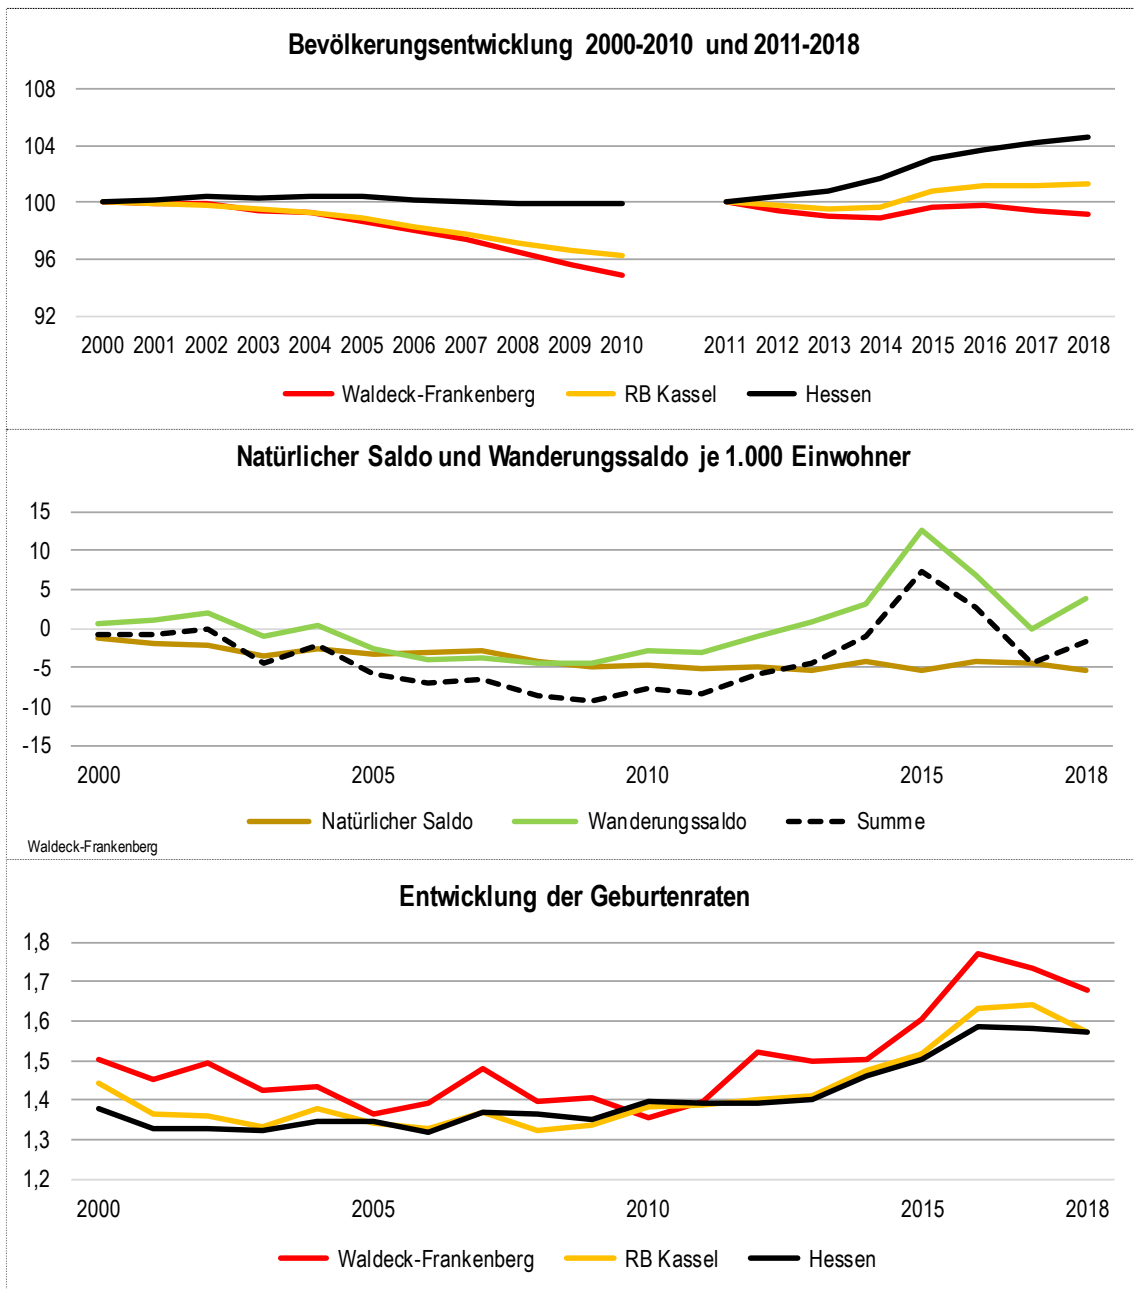 Bevölkerungsentwicklung 2000-2010 und 2011-2018
108
104
100
96
92
2000 2001 2002 2003 2004 2005 2006 2007 2008 2009 2010 2011 2012 2013 2014 2015 2016 2017 2018
Waldeck-Frankenberg RB Kassel Hessen
Natürlicher Saldo und Wanderungssaldo je 1.000 Einwohner
15
10
5
0
-5
-10
-15
2000 2005 2010 2015 2018
Natürlicher Saldo Wanderungssaldo Summe
Waldeck-Frankenberg
Entwicklung der Geburtenraten
1,8
1,7
1,6
1,5
1,4
1,3
1,2
2000 2005 2010 2015 2018
Waldeck-Frankenberg RB Kassel Hessen